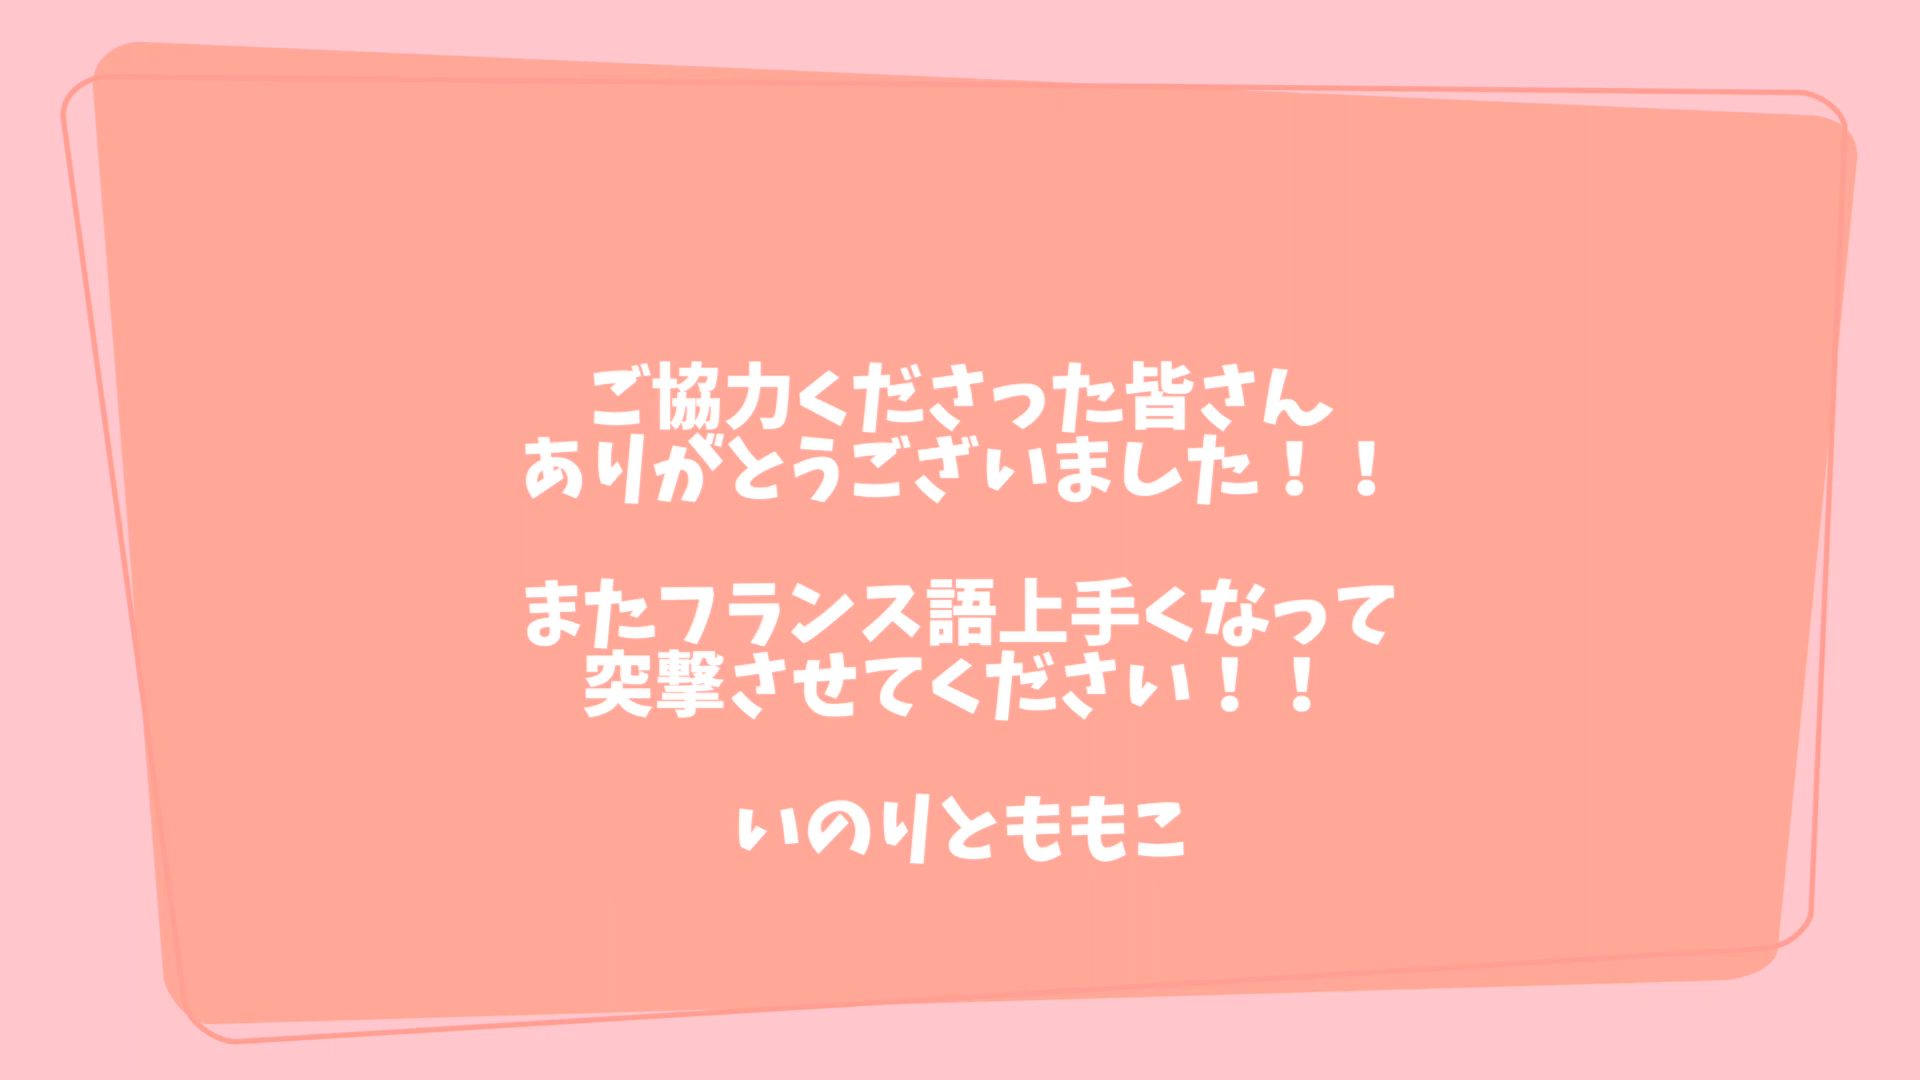 ご協力くださった皆さん
ありがとうございました！！
またフランス語上手くなって
突撃させてください！！
いのりとももこ